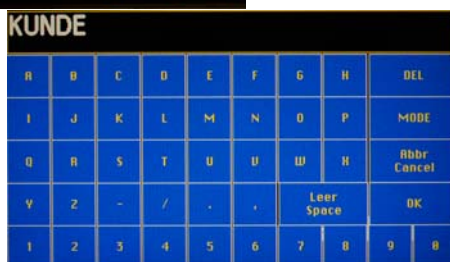 KUNDE
A B C D E F G H DEL
I J K L M N O P MODE
Q R S T U V W X Abbr
Cancel
Y Z - / . , Leer
Space OK
1 2 3 4 5 6 7 8 9 0